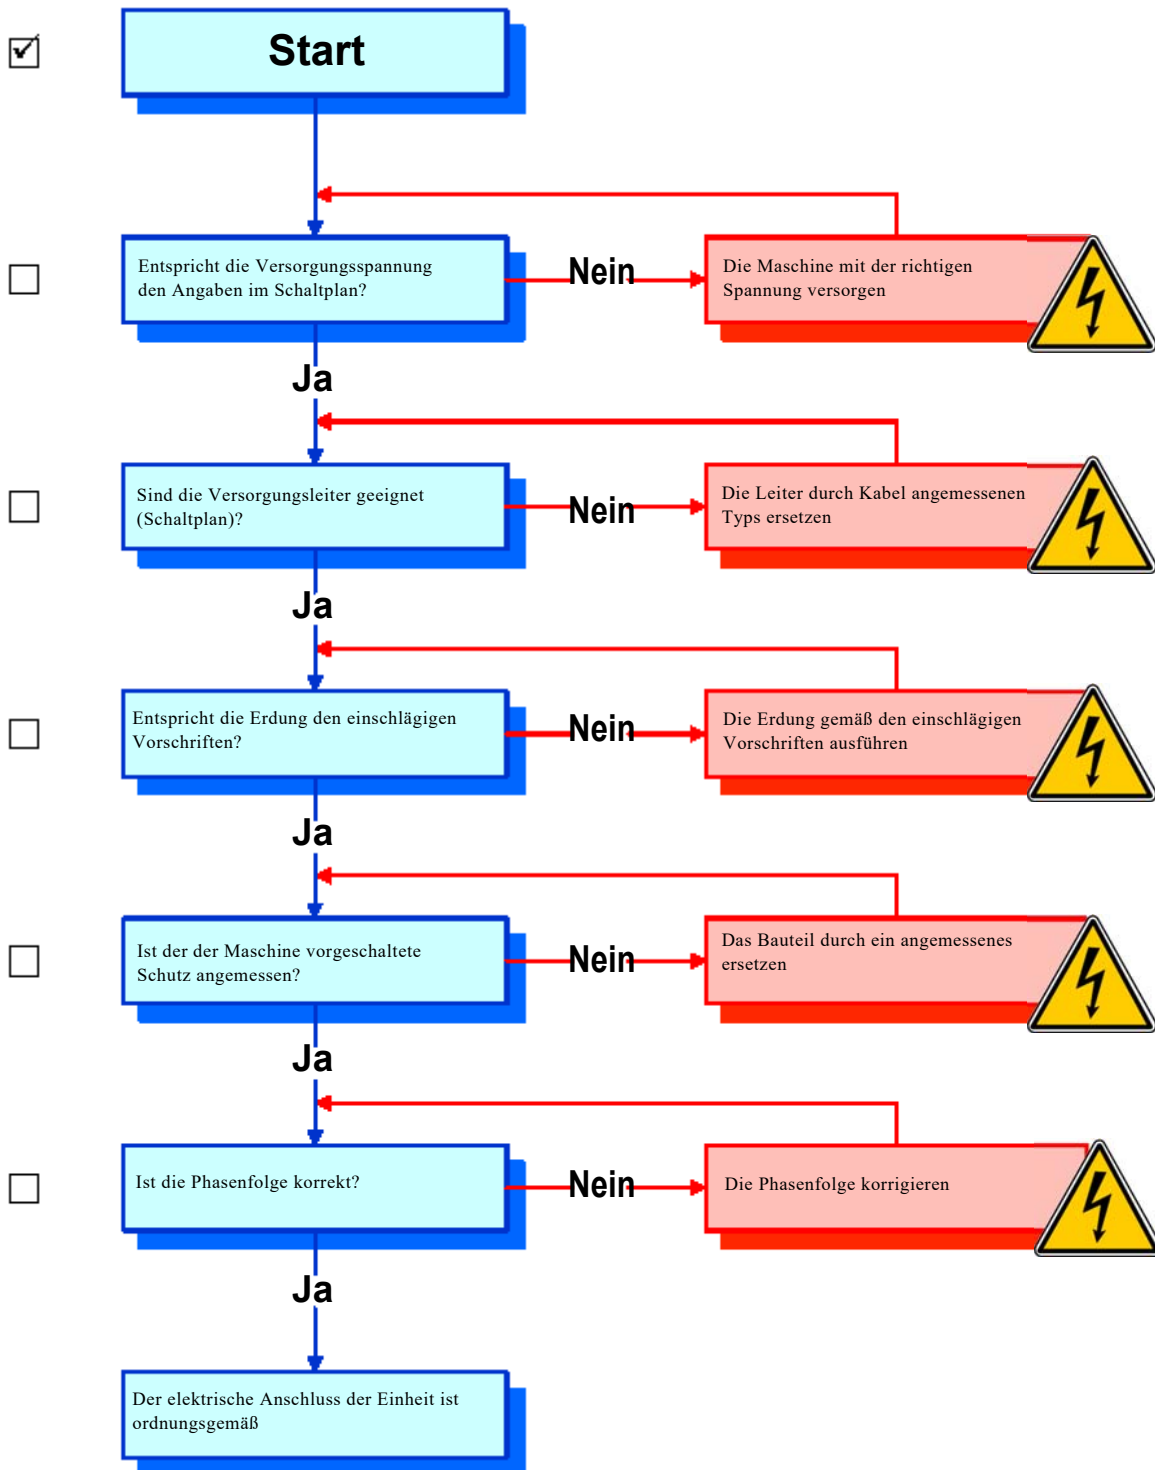 Start
Entspricht die Versorgungsspannung
den Angaben im Schaltplan?
Nein
Die Maschine mit der richtigen
Spannung versorgen
Ja
Sind die Versorgungsleiter geeignet
(Schaltplan)?
Nein
Die Leiter durch Kabel angemessenen
Typs ersetzen
Ja
Entspricht die Erdung den einschlägigen
Vorschriften?
Nein
Die Erdung gemäß den einschlägigen
Vorschriften ausführen
Ja
Ist der der Maschine vorgeschaltete
Schutz angemessen?
Nein
Das Bauteil durch ein angemessenes
ersetzen
Ja
Ist die Phasenfolge korrekt?
Nein
Die Phasenfolge korrigieren
Ja
Der elektrische Anschluss der Einheit ist
ordnungsgemäß